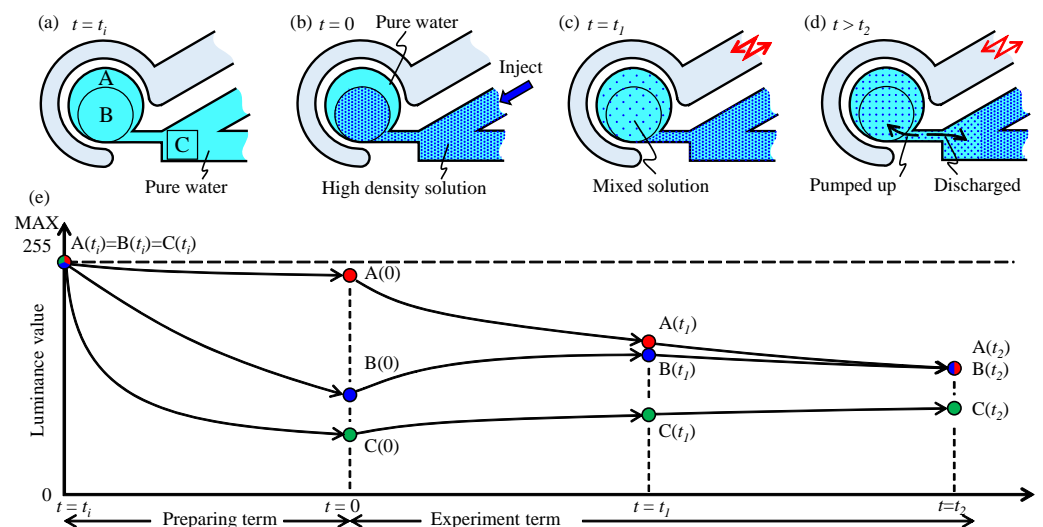 (a) t = tᵢ
A
B
C
Pure water
(b) t = 0
Pure water
Inject
High density solution
(c) t = t₁
Mixed solution
(d) t > t₂
Pumped up
Discharged
(e)
MAX
255
A(tᵢ)=B(tᵢ)=C(tᵢ)
Luminance value
A(0)
B(0)
C(0)
A(t₁)
B(t₁)
C(t₁)
A(t₂)
B(t₂)
C(t₂)
0
t = tᵢ
t = 0
t = t₁
t=t₂
Preparing term
Experiment term